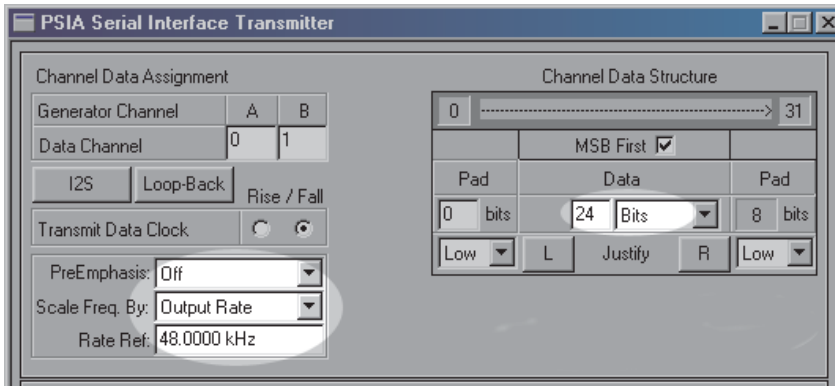 PSIA Serial Interface Transmitter
Channel Data Assignment
Generator Channel A B
Data Channel 0 1
I2S Loop-Back Rise / Fall
Transmit Data Clock
PreEmphasis: Off
Scale Freq. By: Output Rate
Rate Ref: 48.0000 kHz
Channel Data Structure
0 -----> 31
MSB First
Pad Data Pad
0 bits 24 Bits 8 bits
Low L Justify R Low